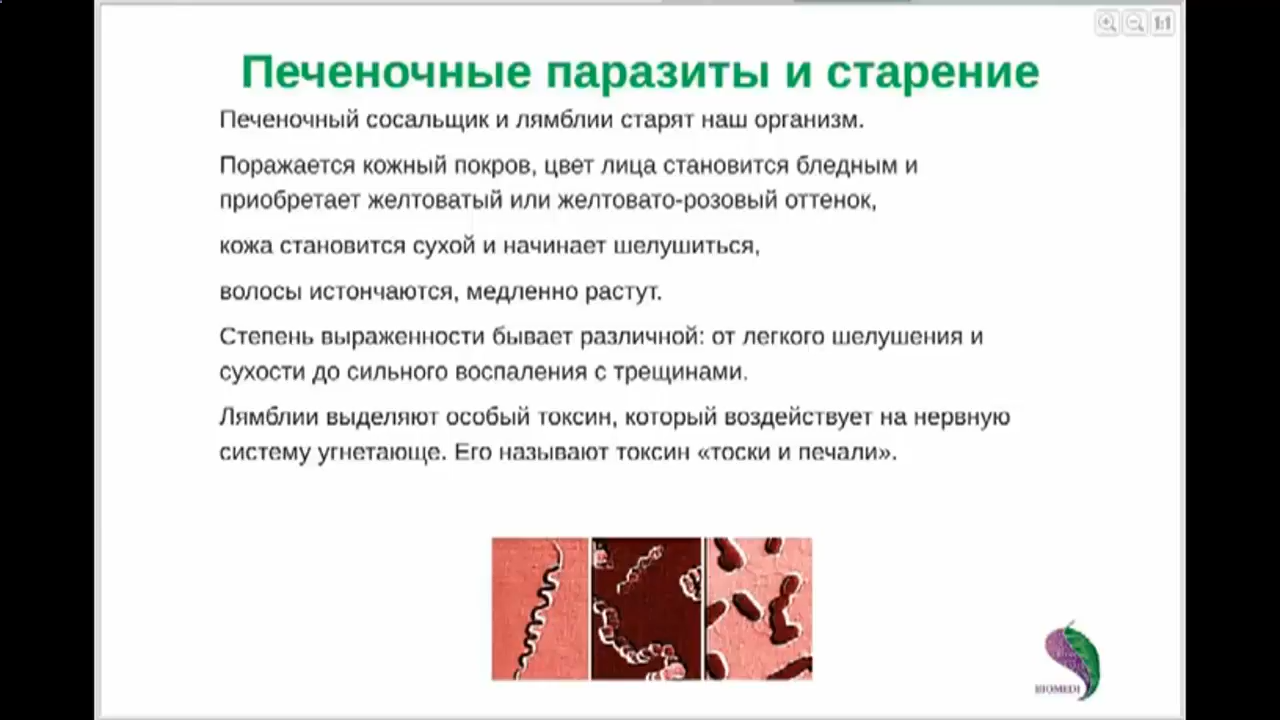 1:1
Печеночные паразиты и старение
Печеночный сосальщик и лямблии старят наш организм.
Поражается кожный покров, цвет лица становится бледным и
приобретает желтоватый или желтовато-розовый оттенок,
кожа становится сухой и начинает шелушиться,
волосы истончаются, медленно растут.
Степень выраженности бывает различной: от легкого шелушения и
сухости до сильного воспаления с трещинами.
Лямблии выделяют особый токсин, который воздействует на нервную
систему угнетающе. Его называют токсин «тоски и печали».
BIOMEDI